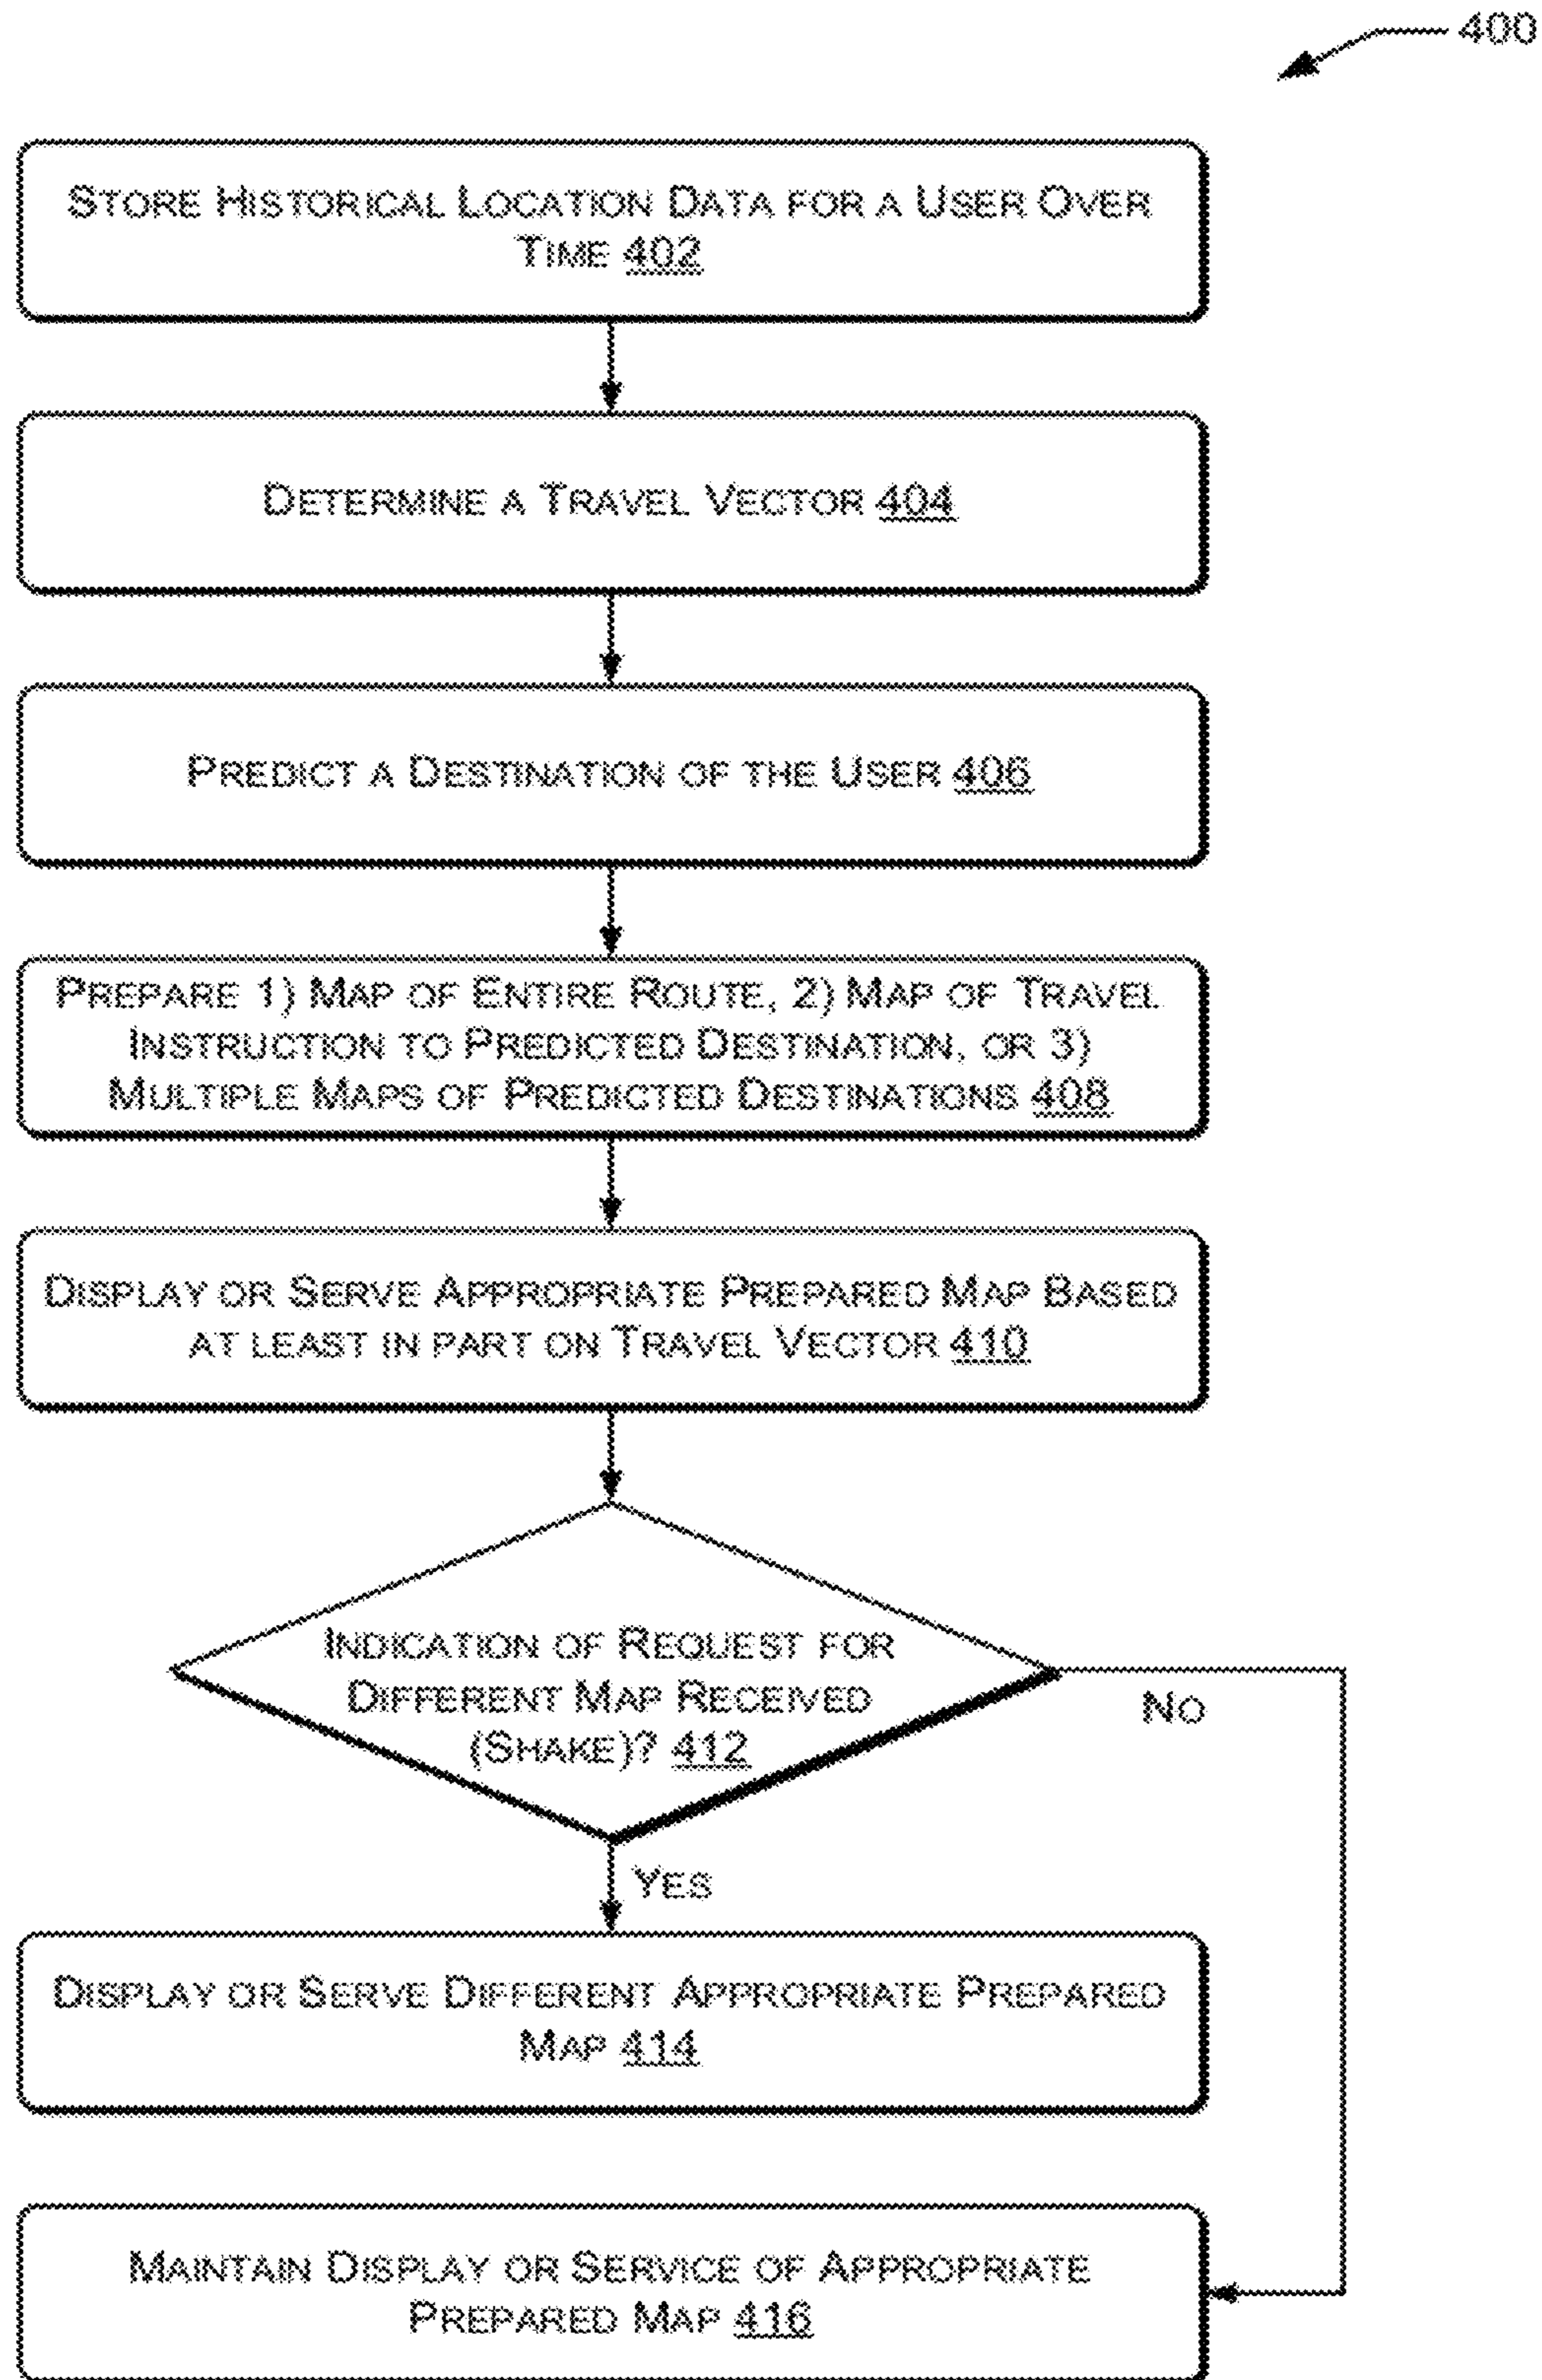 400
STORE HISTORICAL LOCATION DATA FOR A USER OVER
TIME 402
DETERMINE A TRAVEL VECTOR 404
PREDICT A DESTINATION OF THE USER 406
PREPARE 1) MAP OF ENTIRE ROUTE, 2) MAP OF TRAVEL
INSTRUCTION TO PREDICTED DESTINATION, OR 3)
MULTIPLE MAPS OF PREDICTED DESTINATIONS 408
DISPLAY OR SERVE APPROPRIATE PREPARED MAP BASED
AT LEAST IN PART ON TRAVEL VECTOR 410
INDICATION OF REQUEST FOR
DIFFERENT MAP RECEIVED
(SHAKE)? 412
NO
YES
DISPLAY OR SERVE DIFFERENT APPROPRIATE PREPARED
MAP 414
MAINTAIN DISPLAY OR SERVICE OF APPROPRIATE
PREPARED MAP 416